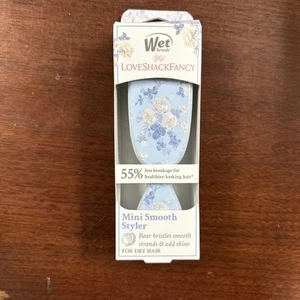 Wet
brush
LOVESHACKFANCY
55% less breakage for
healthier-looking hair*
Mini Smooth
Styler
Boar bristles smooth
strands & add shine
FOR DRY HAIR